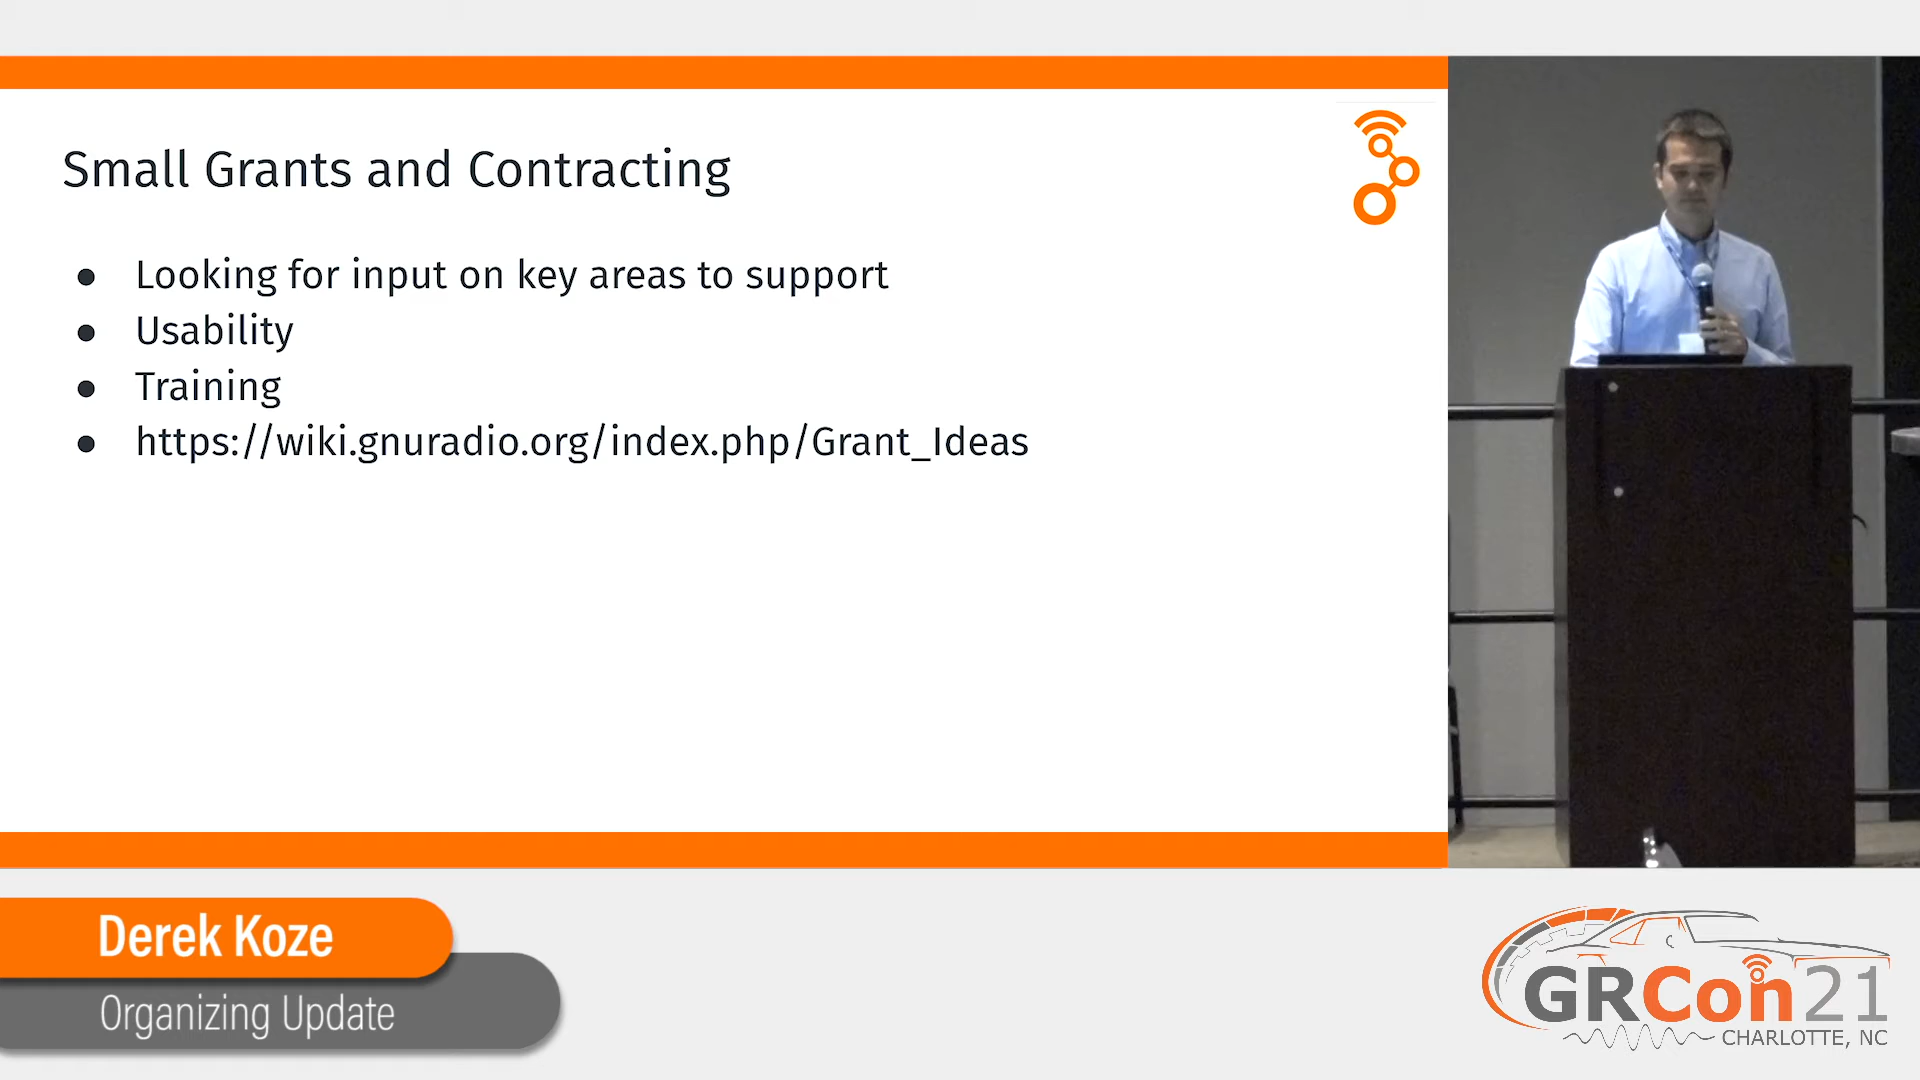 Small Grants and Contracting
● Looking for input on key areas to support
● Usability
● Training
● https://wiki.gnuradio.org/index.php/Grant_Ideas
Derek Koze
Organizing Update
GRCon21
CHARLOTTE, NC